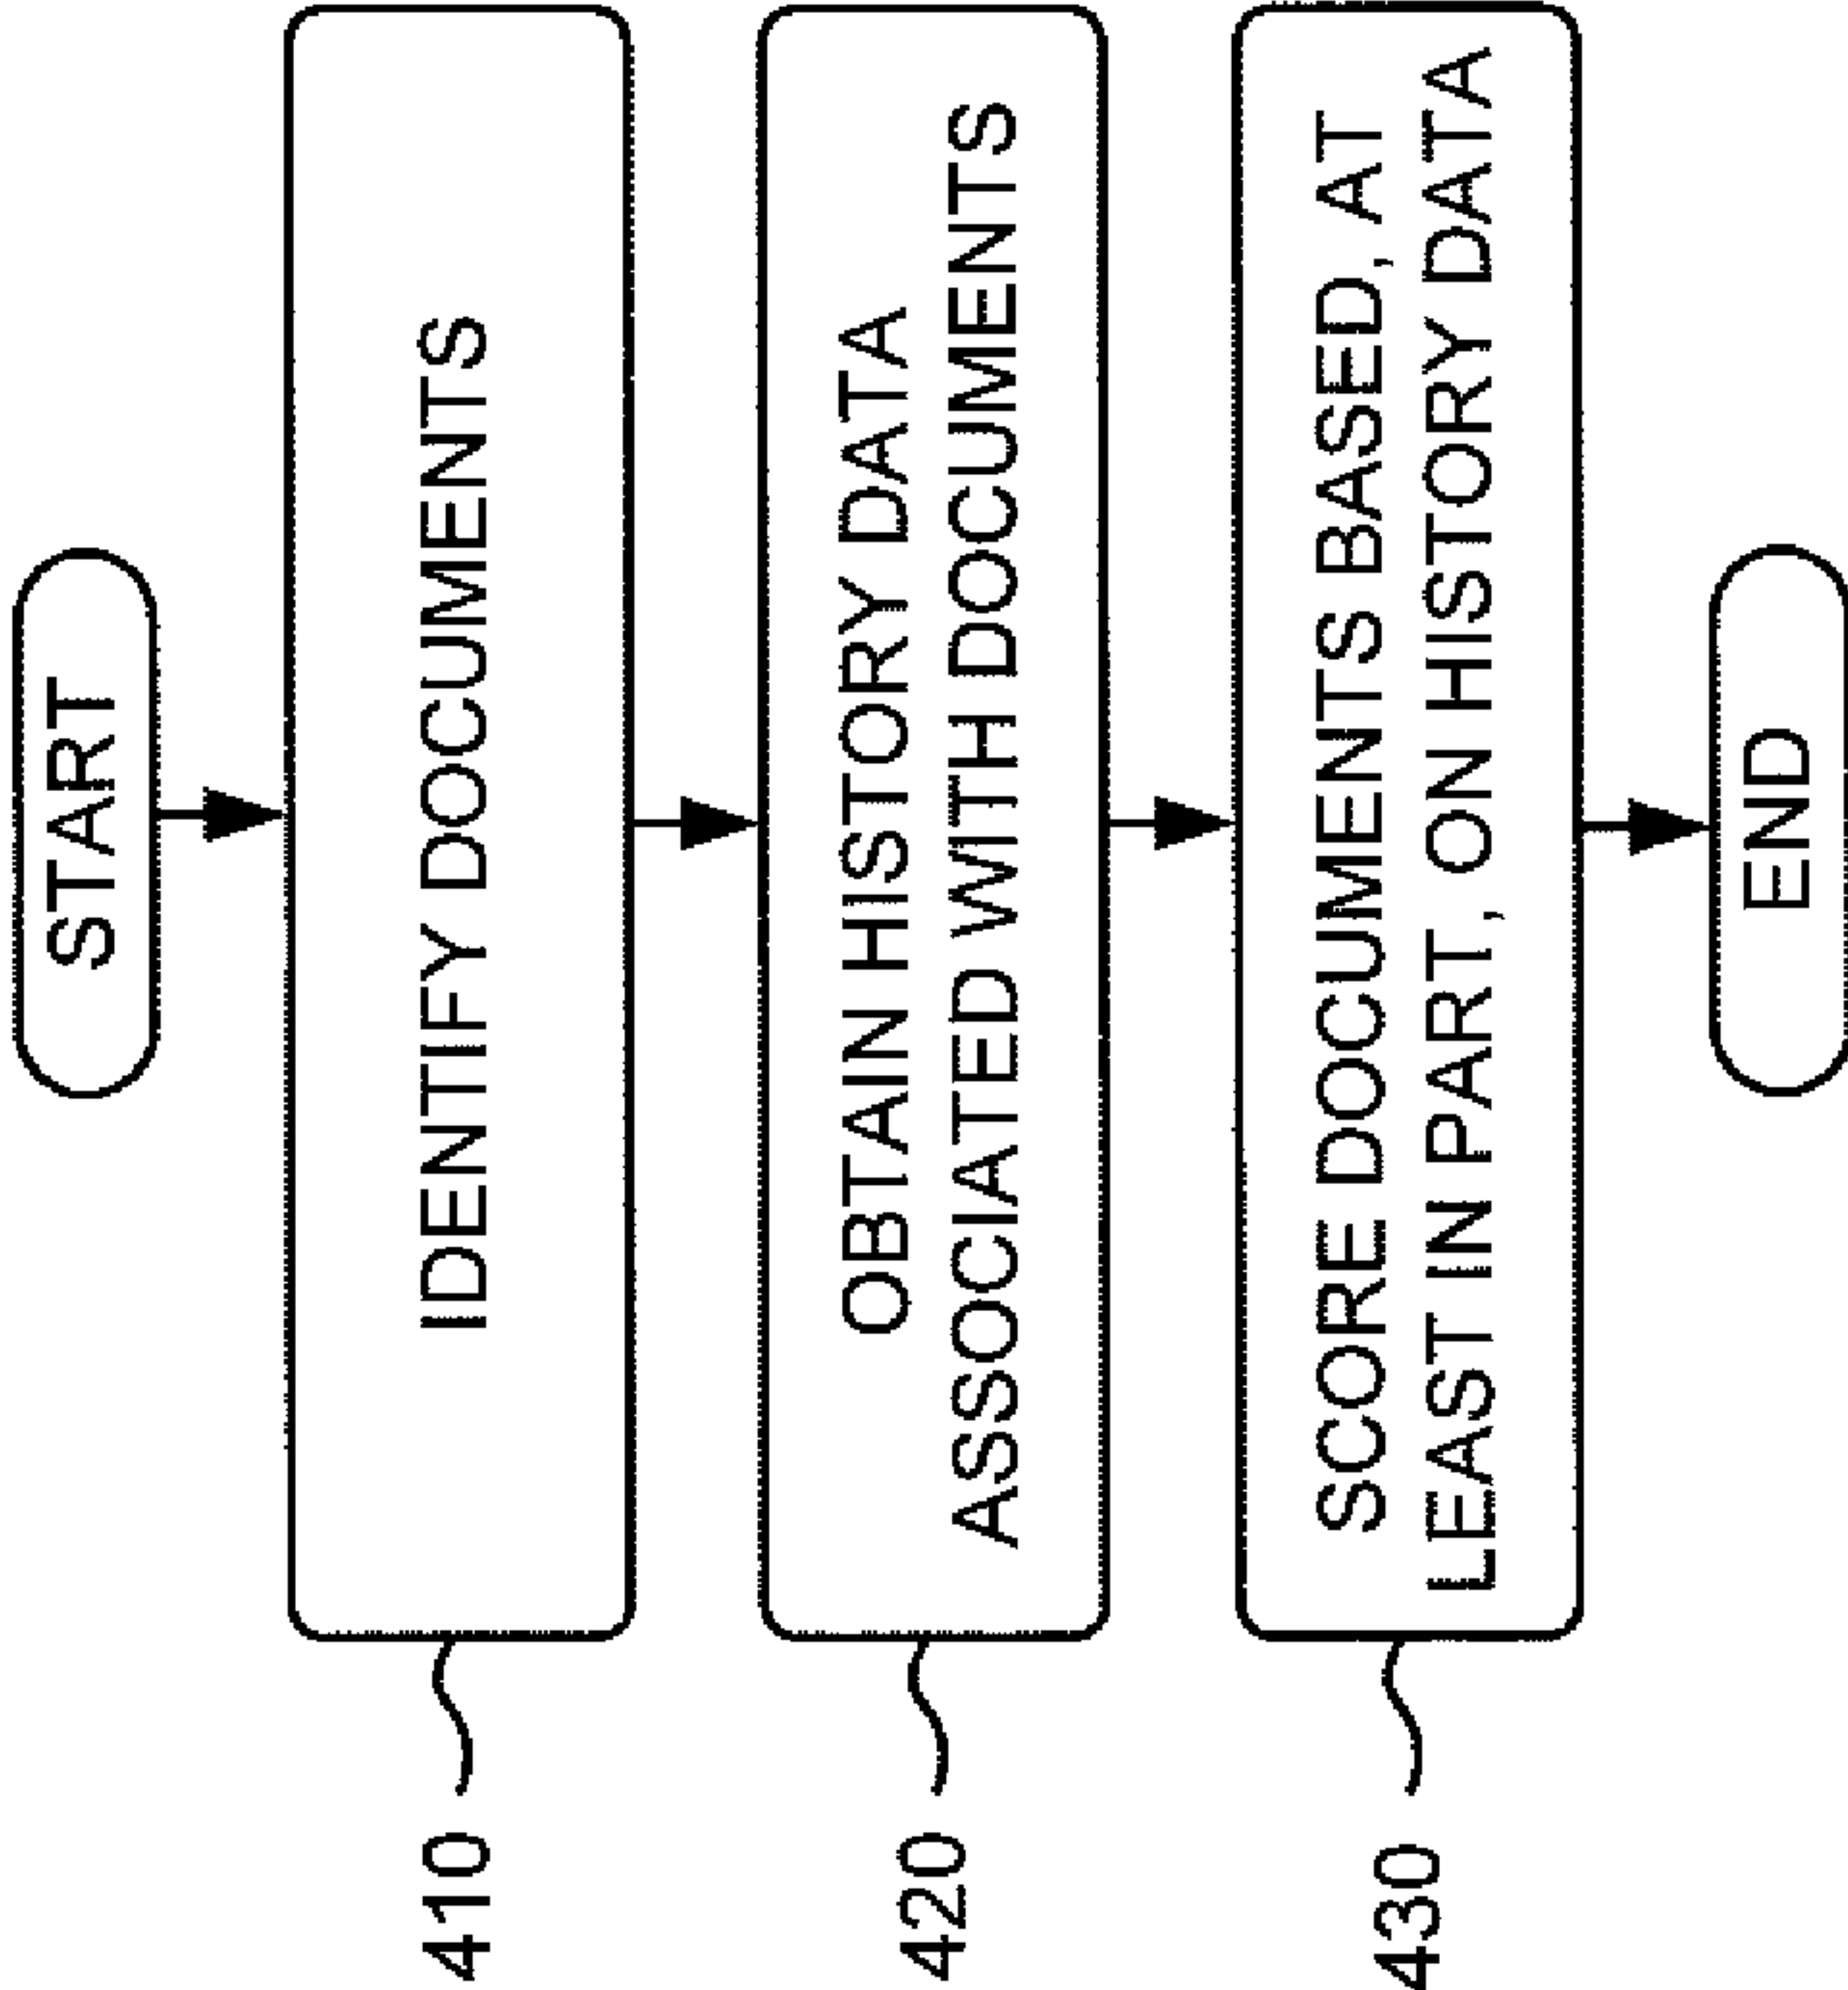 START
410
IDENTIFY DOCUMENTS
420
OBTAIN HISTORY DATA
ASSOCIATED WITH DOCUMENTS
430
SCORE DOCUMENTS BASED, AT
LEAST IN PART, ON HISTORY DATA
END